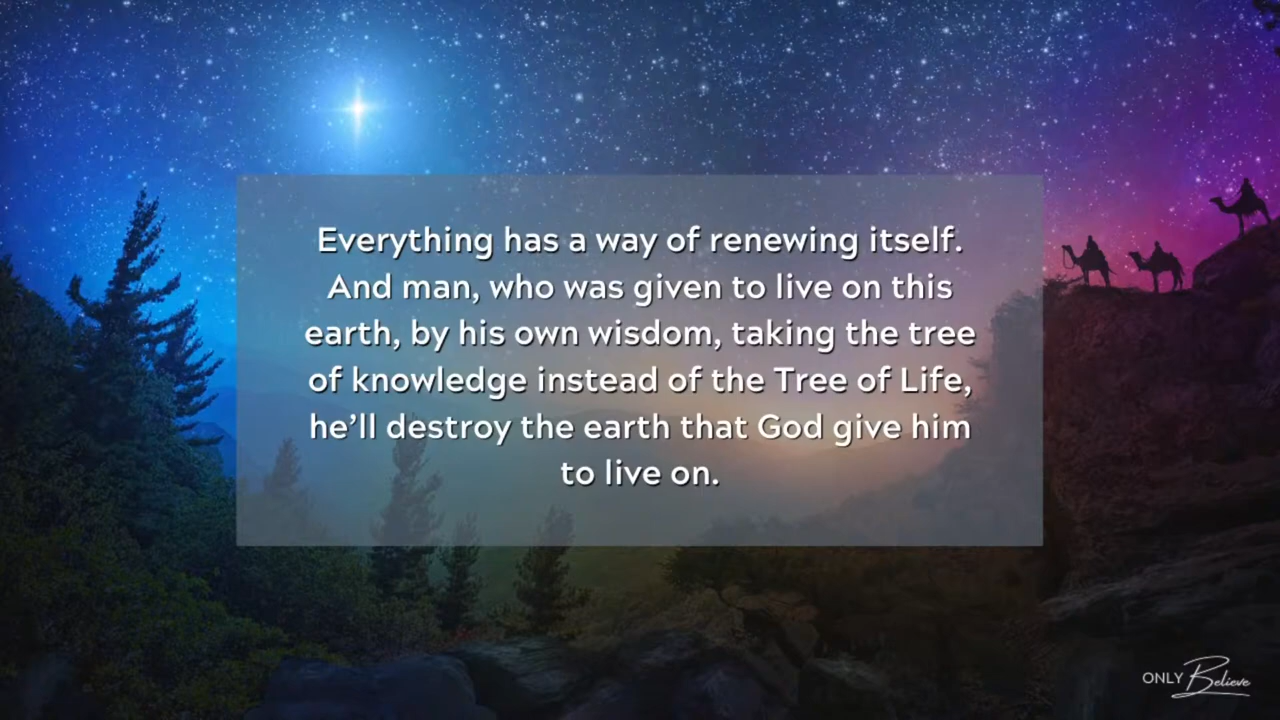 Everything has a way of renewing itself.
And man, who was given to live on this
earth, by his own wisdom, taking the tree
of knowledge instead of the Tree of Life,
he’ll destroy the earth that God give him
to live on.
ONLY Believe